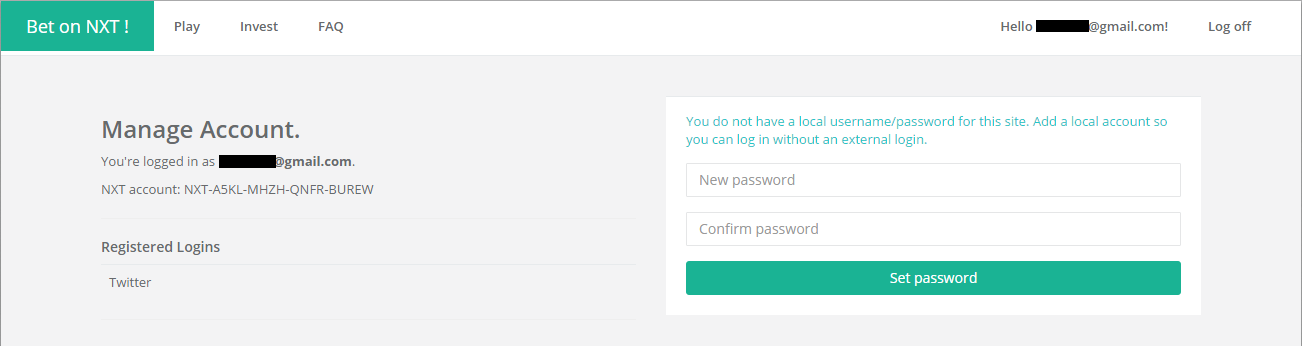 Bet on NXT ! Play Invest FAQ Hello @gmail.com! Log off
Manage Account.
You're logged in as @gmail.com.
NXT account: NXT-A5KL-MHZH-QNFR-BUREW
Registered Logins
Twitter
You do not have a local username/password for this site. Add a local account so
you can log in without an external login.
New password
Confirm password
Set password